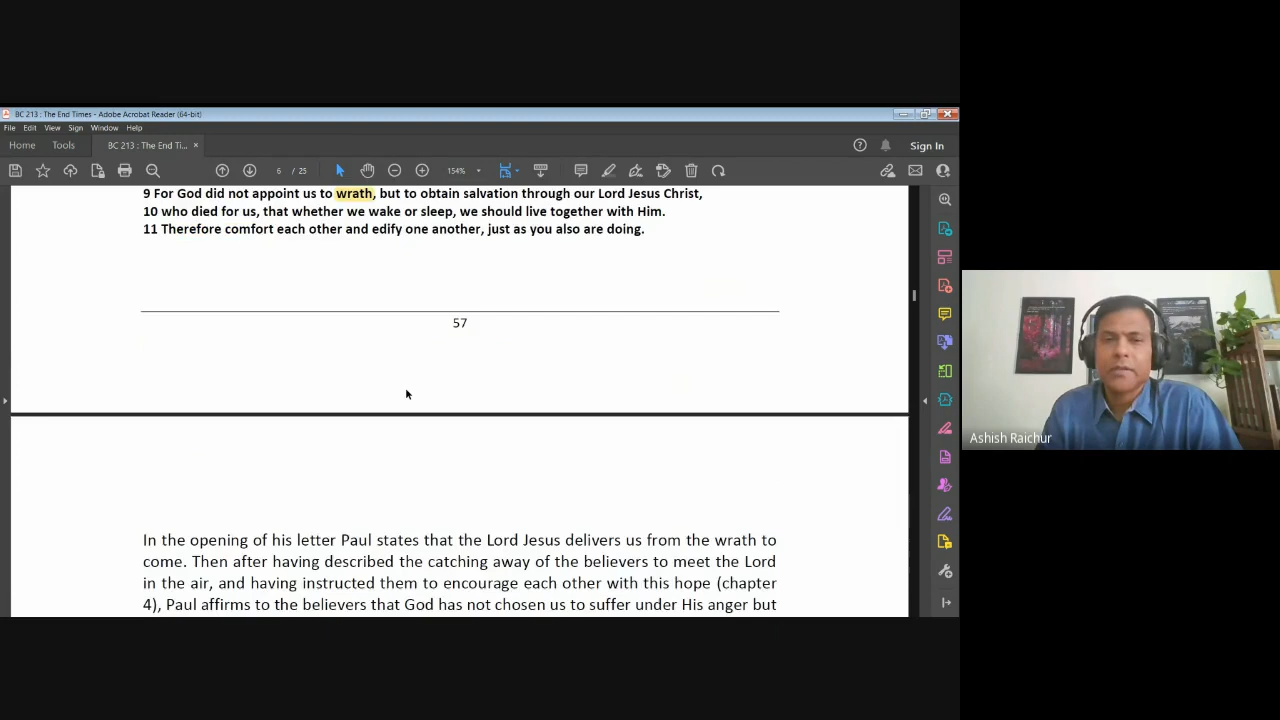 BC 213 : The End Times - Adobe Acrobat Reader (64-bit)
File Edit View Sign Window Help
Home Tools BC 213 : The End Ti... × Sign In
6 / 25 154%
9 For God did not appoint us to wrath, but to obtain salvation through our Lord Jesus Christ,
10 who died for us, that whether we wake or sleep, we should live together with Him.
11 Therefore comfort each other and edify one another, just as you also are doing.
57
In the opening of his letter Paul states that the Lord Jesus delivers us from the wrath to
come. Then after having described the catching away of the believers to meet the Lord
in the air, and having instructed them to encourage each other with this hope (chapter
4), Paul affirms to the believers that God has not chosen us to suffer under His anger but
Ashish Raichur